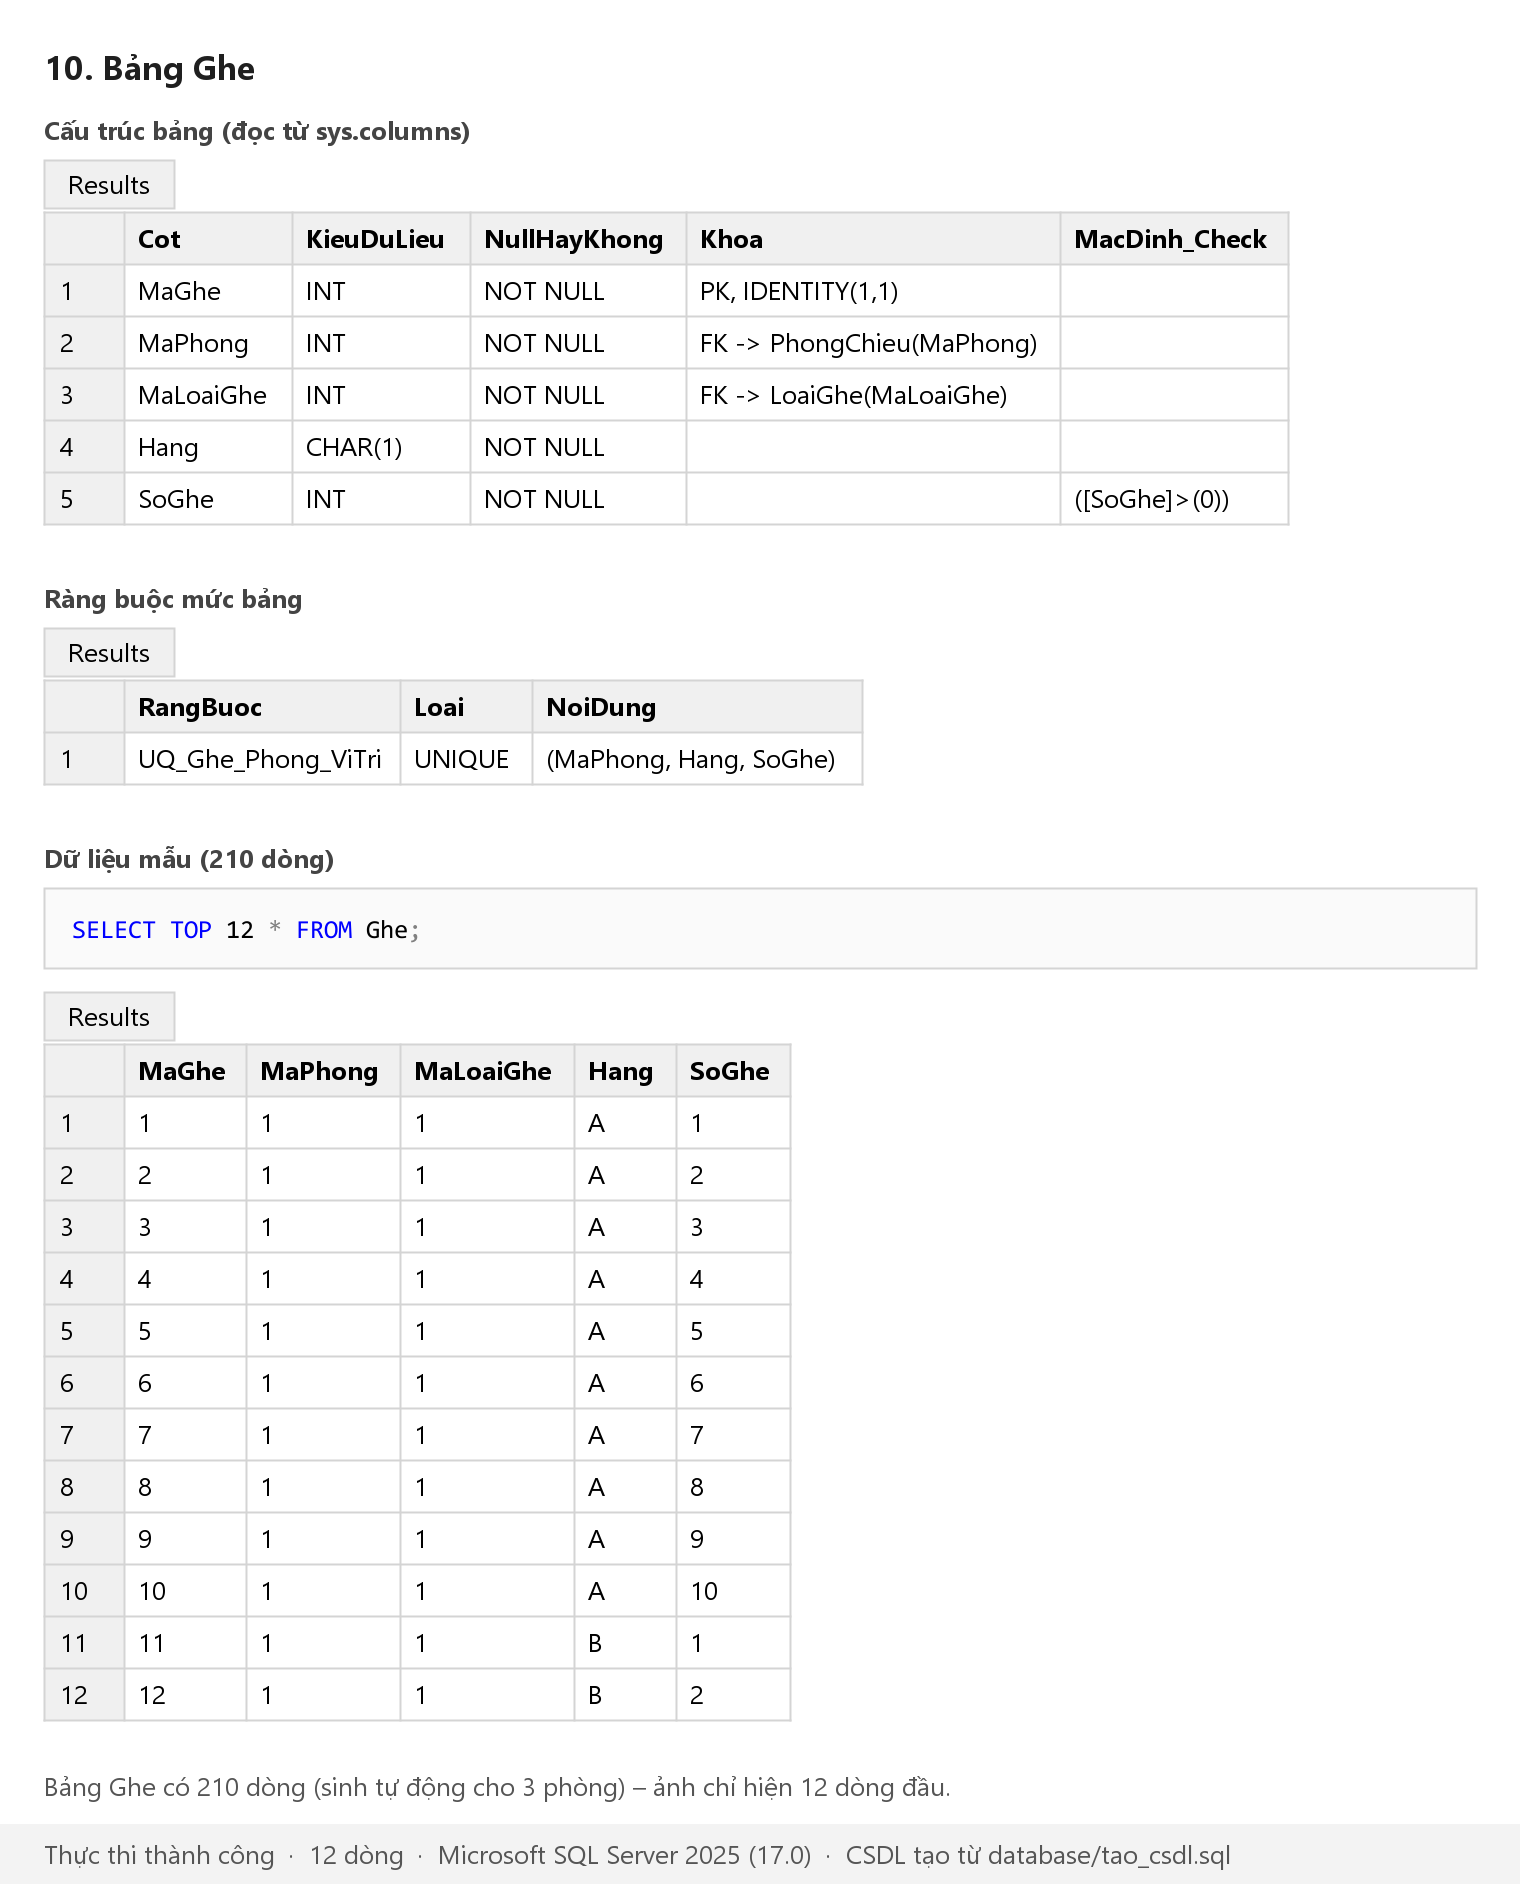 10. Bảng Ghe
Cấu trúc bảng (đọc từ sys.columns)
Results
Cot KieuDuLieu NullHayKhong Khoa MacDinh_Check
1 MaGhe INT NOT NULL PK, IDENTITY(1,1)
2 MaPhong INT NOT NULL FK -> PhongChieu(MaPhong)
3 MaLoaiGhe INT NOT NULL FK -> LoaiGhe(MaLoaiGhe)
4 Hang CHAR(1) NOT NULL
5 SoGhe INT NOT NULL ([SoGhe]>(0))
Ràng buộc mức bảng
Results
RangBuoc Loai NoiDung
1 UQ_Ghe_Phong_ViTri UNIQUE (MaPhong, Hang, SoGhe)
Dữ liệu mẫu (210 dòng)
SELECT TOP 12 * FROM Ghe;
Results
MaGhe MaPhong MaLoaiGhe Hang SoGhe
1 1 1 1 A 1
2 2 1 1 A 2
3 3 1 1 A 3
4 4 1 1 A 4
5 5 1 1 A 5
6 6 1 1 A 6
7 7 1 1 A 7
8 8 1 1 A 8
9 9 1 1 A 9
10 10 1 1 A 10
11 11 1 1 B 1
12 12 1 1 B 2
Bảng Ghe có 210 dòng (sinh tự động cho 3 phòng) – ảnh chỉ hiện 12 dòng đầu.
Thực thi thành công · 12 dòng · Microsoft SQL Server 2025 (17.0) · CSDL tạo từ database/tao_csdl.sql